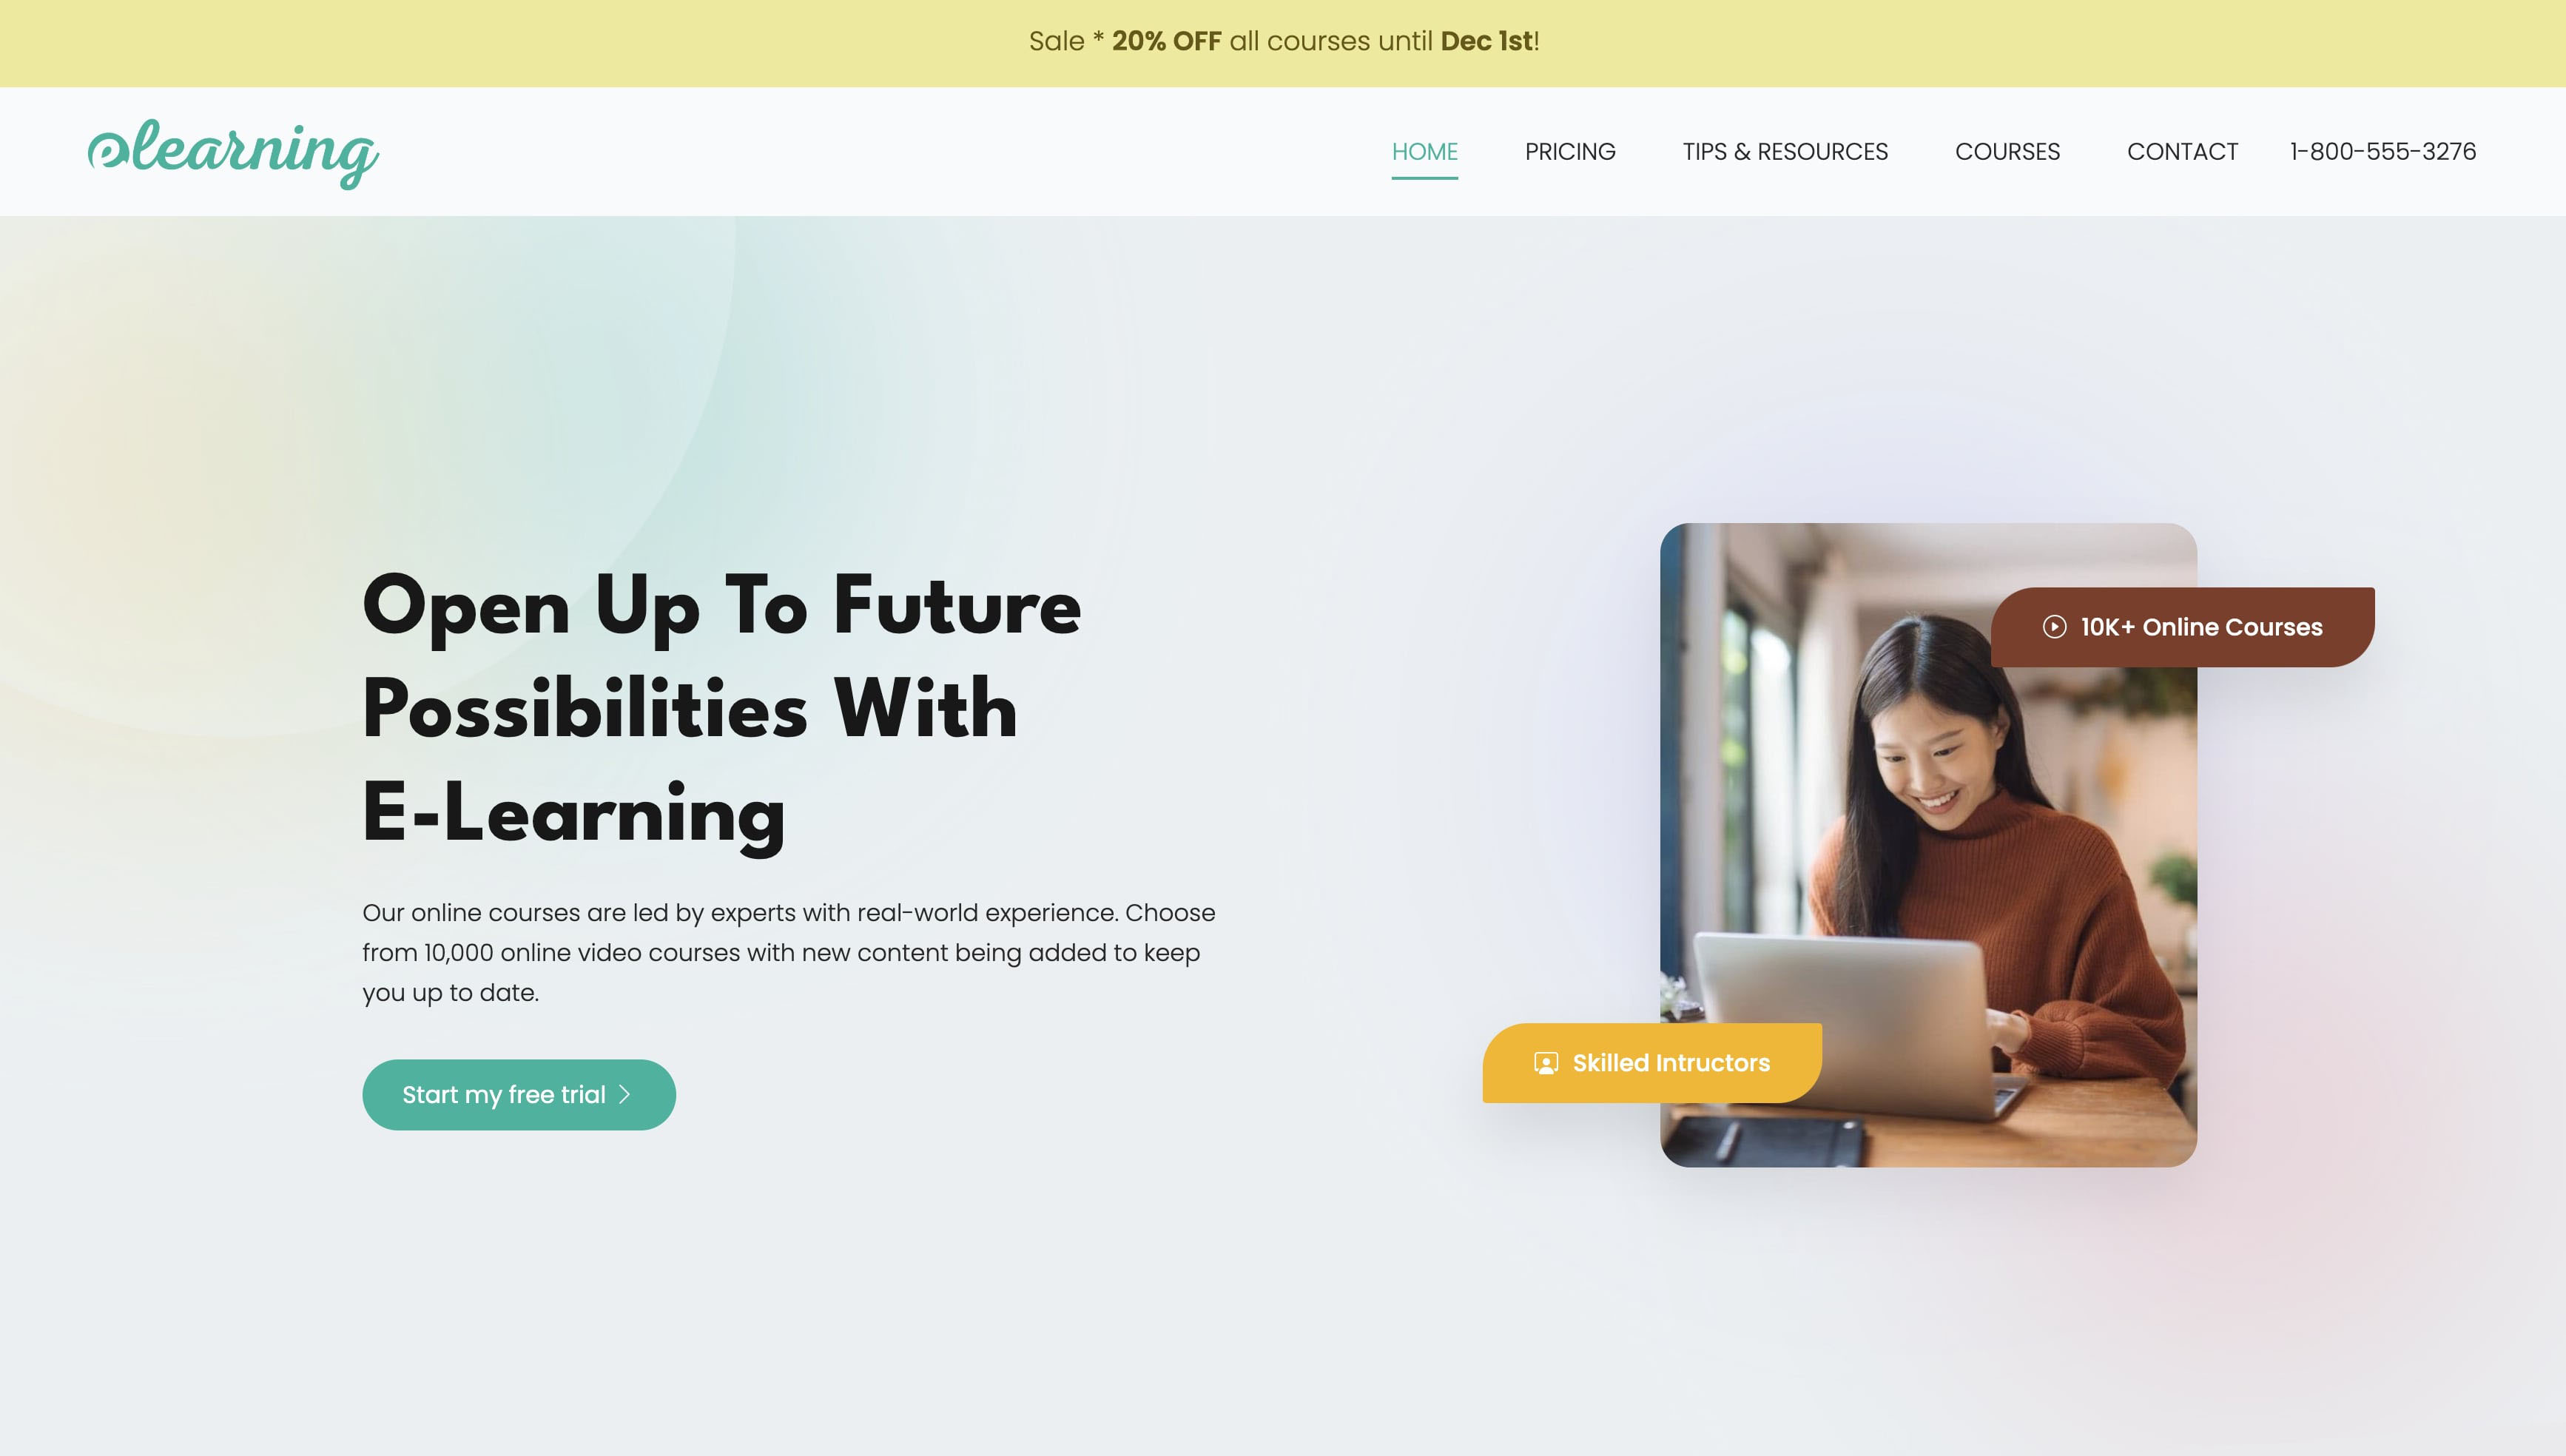 Sale * 20% OFF all courses until Dec 1st!
elearning
HOME
PRICING
TIPS & RESOURCES
COURSES
CONTACT
1-800-555-3276
Open Up To Future
Possibilities With
E-Learning
Our online courses are led by experts with real-world experience. Choose
from 10,000 online video courses with new content being added to keep
you up to date.
Start my free trial
10K+ Online Courses
Skilled Intructors